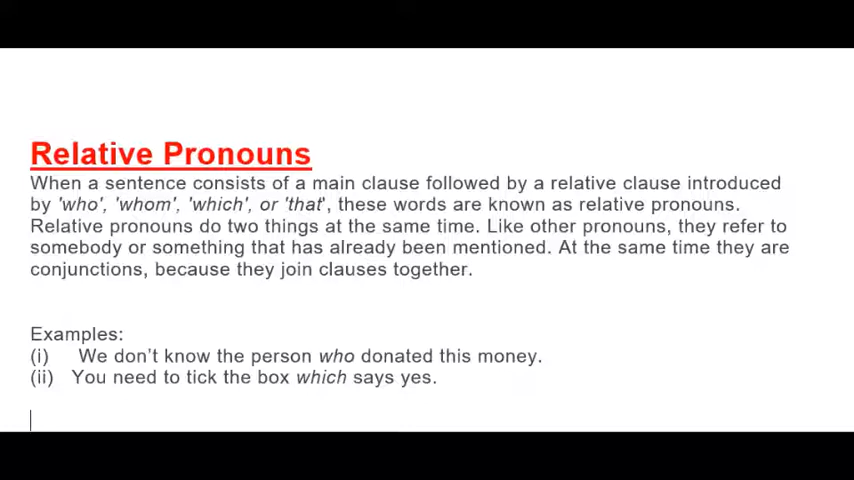 Relative Pronouns
When a sentence consists of a main clause followed by a relative clause introduced
by 'who', 'whom', 'which', or 'that', these words are known as relative pronouns.
Relative pronouns do two things at the same time. Like other pronouns, they refer to
somebody or something that has already been mentioned. At the same time they are
conjunctions, because they join clauses together.
Examples:
(i) We don't know the person who donated this money.
(ii) You need to tick the box which says yes.